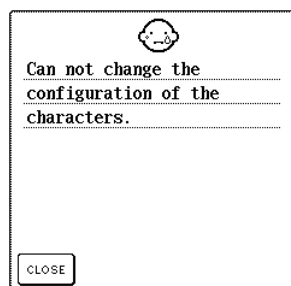 Can not change the
configuration of the
characters.
CLOSE